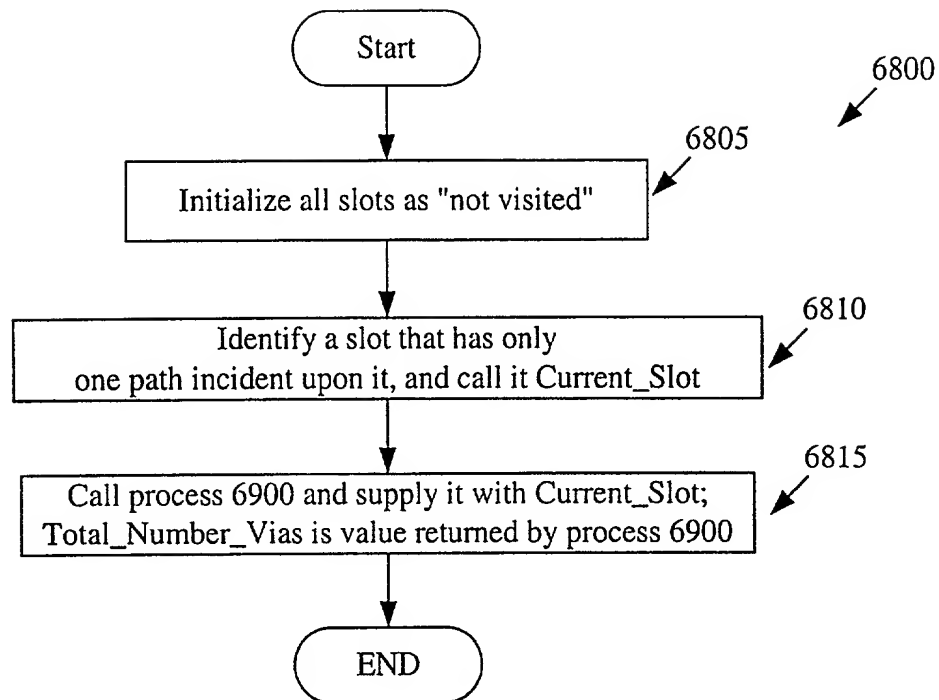 Start
6800
6805
Initialize all slots as "not visited"
6810
Identify a slot that has only
one path incident upon it, and call it Current_Slot
6815
Call process 6900 and supply it with Current_Slot;
Total_Number_Vias is value returned by process 6900
END